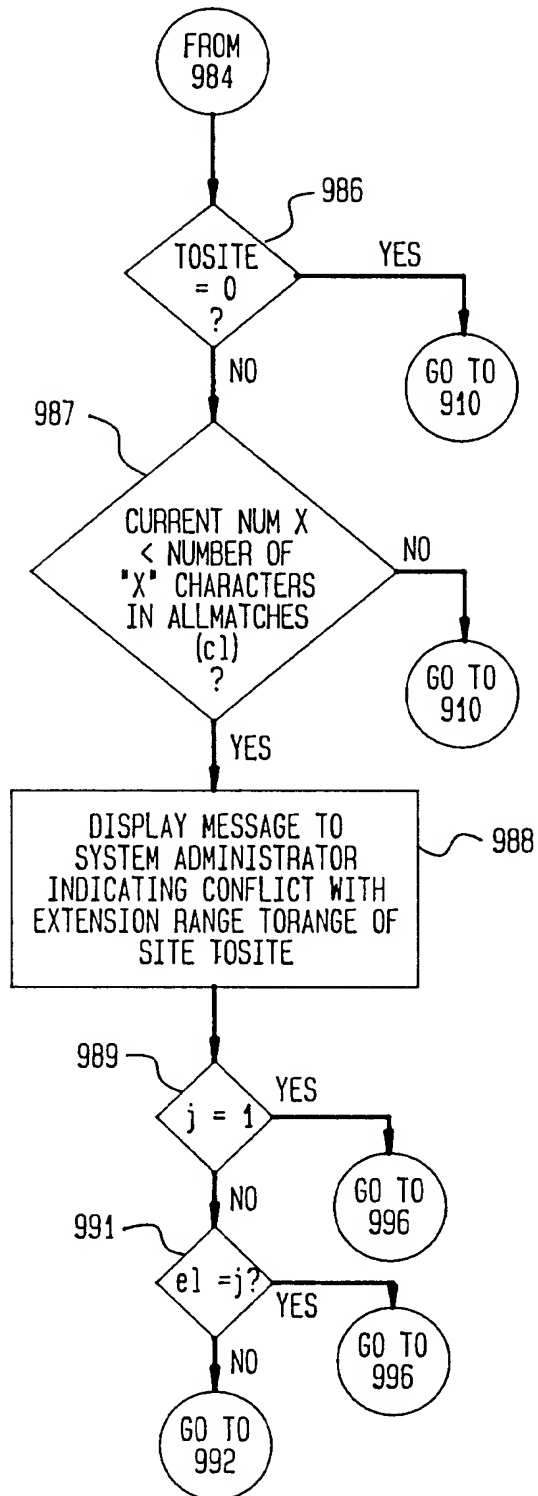 FROM
984
986
TOSITE
= 0
?
YES
GO TO
910
NO
987
CURRENT NUM X
< NUMBER OF
"X" CHARACTERS
IN ALLMATCHES
(cl)
?
NO
GO TO
910
YES
DISPLAY MESSAGE TO
SYSTEM ADMINISTRATOR
INDICATING CONFLICT WITH
EXTENSION RANGE TORANGE OF
SITE TOSITE
988
989
j = 1
YES
GO TO
996
NO
991
el =j?
YES
GO TO
996
NO
GO TO
992